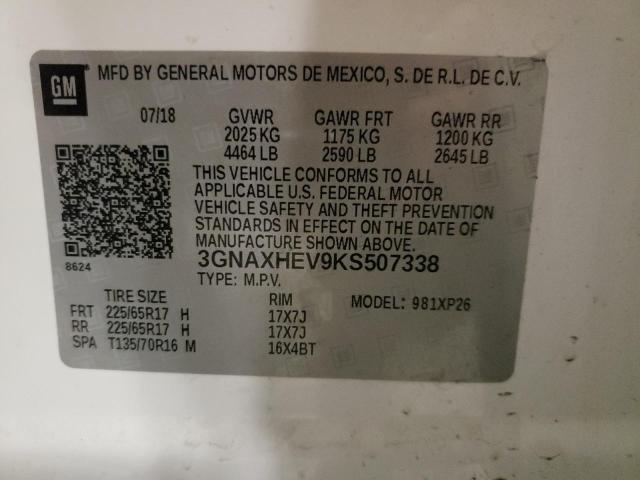 GM MFD BY GENERAL MOTORS DE MEXICO, S. DE R.L. DE C.V.
07/18 GVWR GAWR FRT GAWR RR
2025 KG 1175 KG 1200 KG
4464 LB 2590 LB 2645 LB
THIS VEHICLE CONFORMS TO ALL
APPLICABLE U.S. FEDERAL MOTOR
VEHICLE SAFETY AND THEFT PREVENTION
STANDARDS IN EFFECT ON THE DATE OF
MANUFACTURE SHOWN ABOVE.
8624 3GNAXHEV9KS507338
TYPE: M.P.V.
TIRE SIZE RIM MODEL: 981XP26
FRT 225/65R17 H 17X7J
RR 225/65R17 H 17X7J
SPA T135/70R16 M 16X4BT